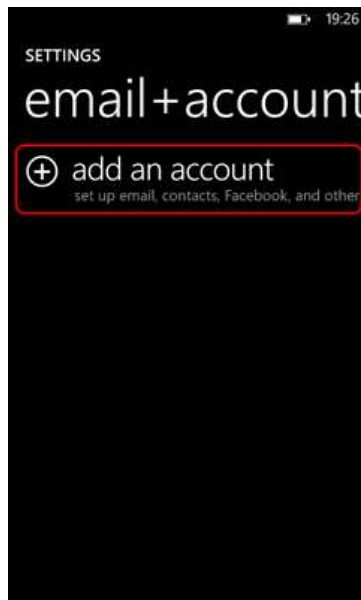 19:26
SETTINGS
email+account
add an account
set up email, contacts, Facebook, and other